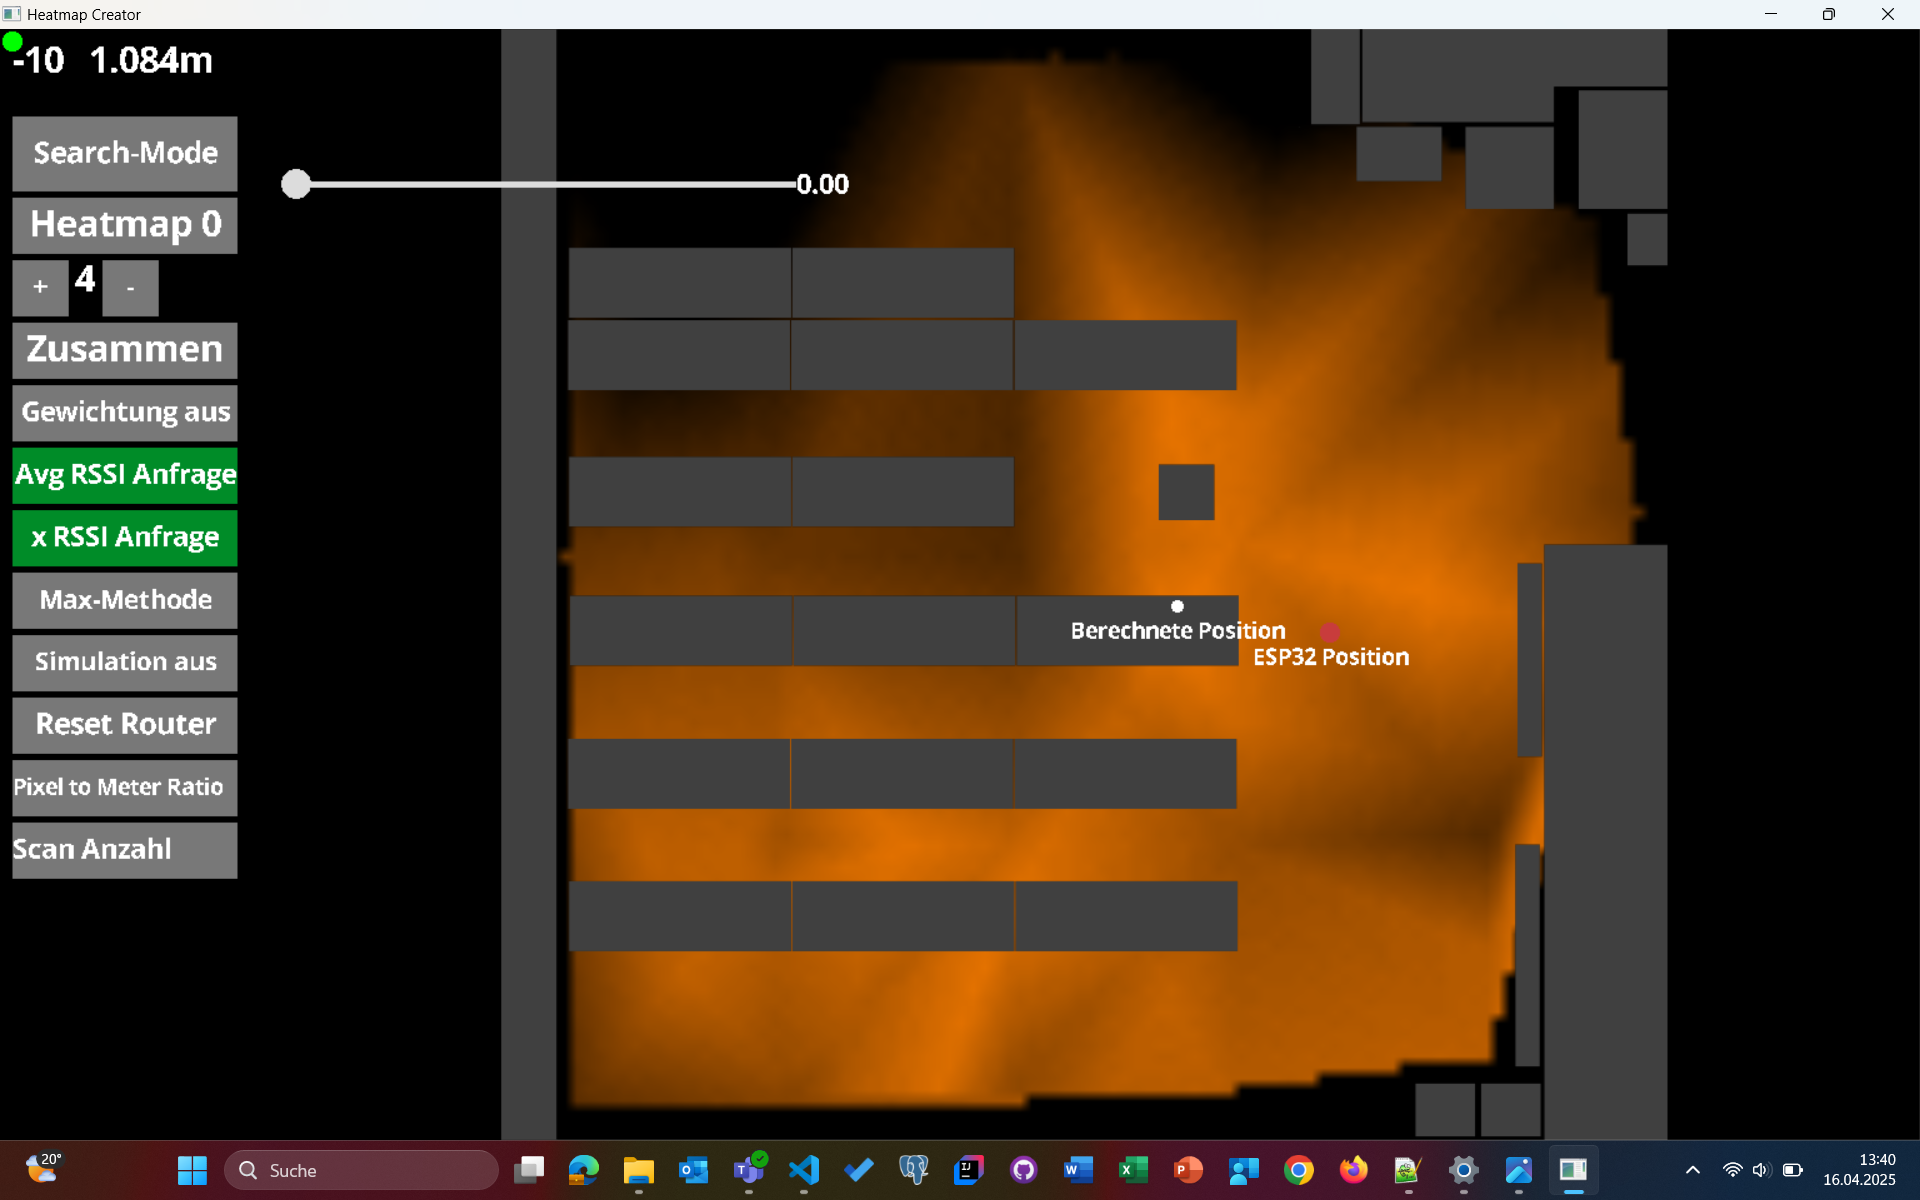 Heatmap Creator
-10 1.084m
Search-Mode
0.00
Heatmap 0
+ 4 -
Zusammen
Gewichtung aus
Avg RSSI Anfrage
x RSSI Anfrage
Max-Methode
Berechnete Position
ESP32 Position
Simulation aus
Reset Router
Pixel to Meter Ratio
Scan Anzahl
20°
Suche
13:40
16.04.2025